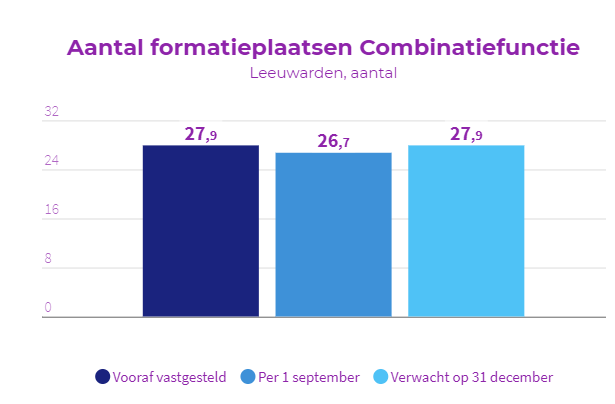 Aantal formatieplaatsen Combinatiefunctie
Leeuwarden, aantal
32
24
16
8
0
27,9
26,7
27,9
Vooraf vastgesteld Per 1 september Verwacht op 31 december